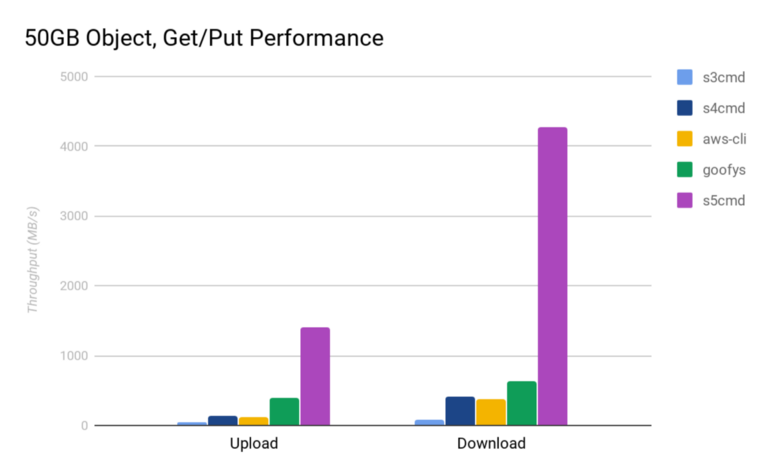 50GB Object, Get/Put Performance
5000
4000
3000
2000
1000
0
Throughput (MB/s)
Upload
Download
s3cmd
s4cmd
aws-cli
goofys
s5cmd